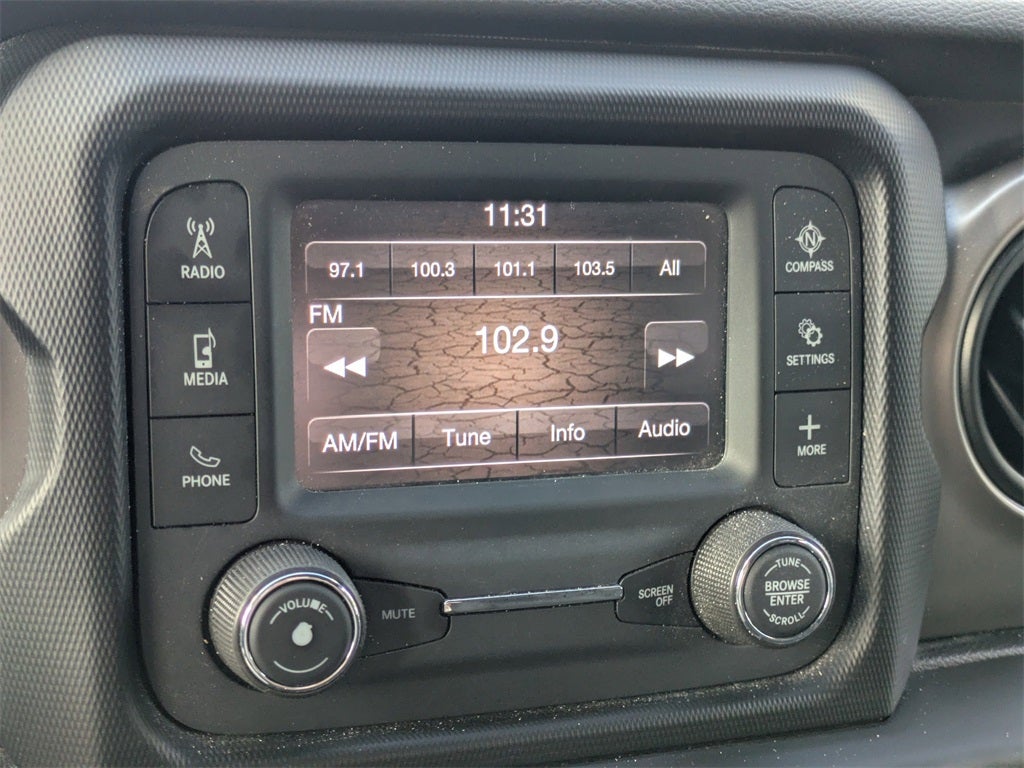 11:31
97.1 100.3 101.1 103.5 All
FM
102.9
AM/FM Tune Info Audio
RADIO
MEDIA
PHONE
N
COMPASS
SETTINGS
MORE
VOLUME
MUTE
SCREEN
OFF
TUNE
BROWSE
ENTER
SCROLL